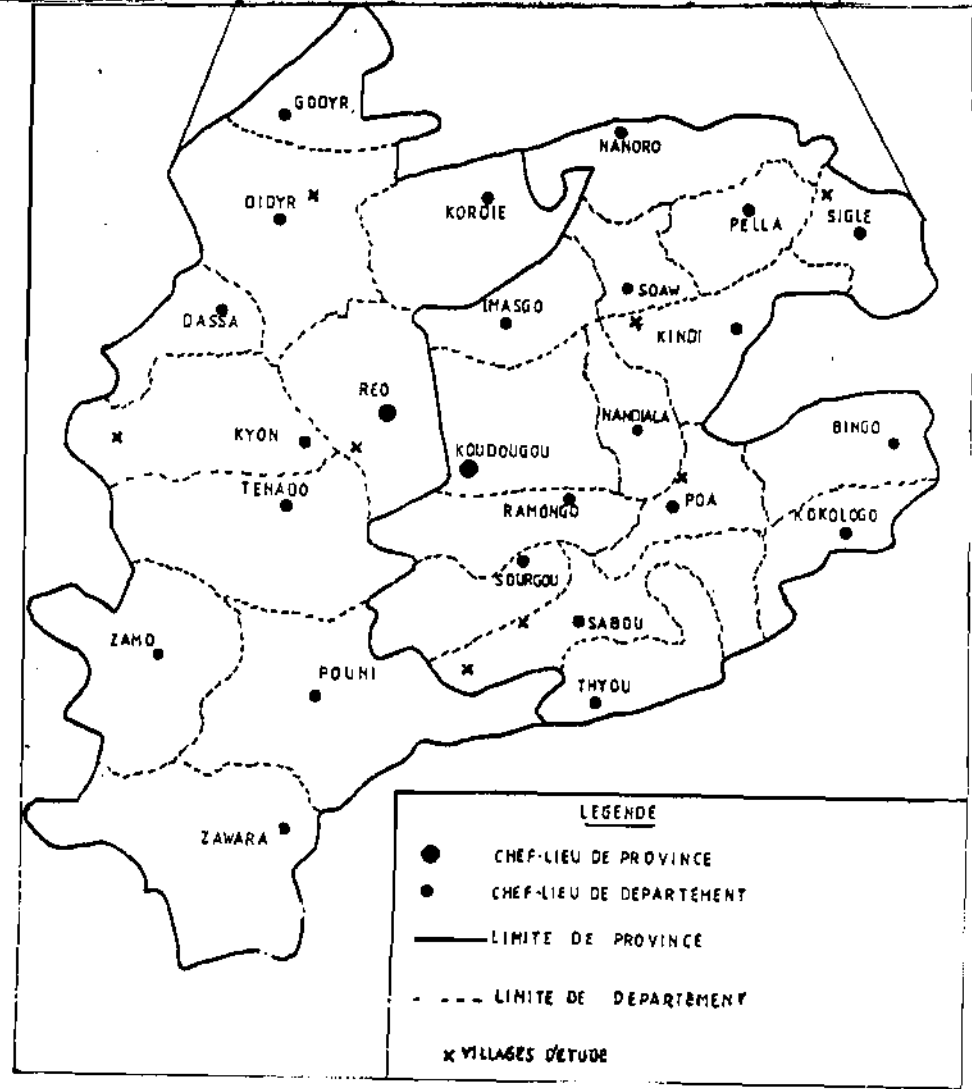 GODYR
NANORO
DIDYR
KORDIE
PELLA
SIGLE
SOAW
DASSA
IMASGO
KINDI
REO
NANDIALA
BINGO
KYON
KOUDOUGOU
TENADO
RAMONGO
POA
KOKOLOGO
SOURGOU
SABOU
ZAMO
POUNI
THYOU
ZAWARA
LEGENDE
CHEF-LIEU DE PROVINCE
CHEF-LIEU DE DEPARTEMENT
LIMITE DE PROVINCE
LIMITE DE DEPARTEMENT
x VILLAGES D'ETUDE